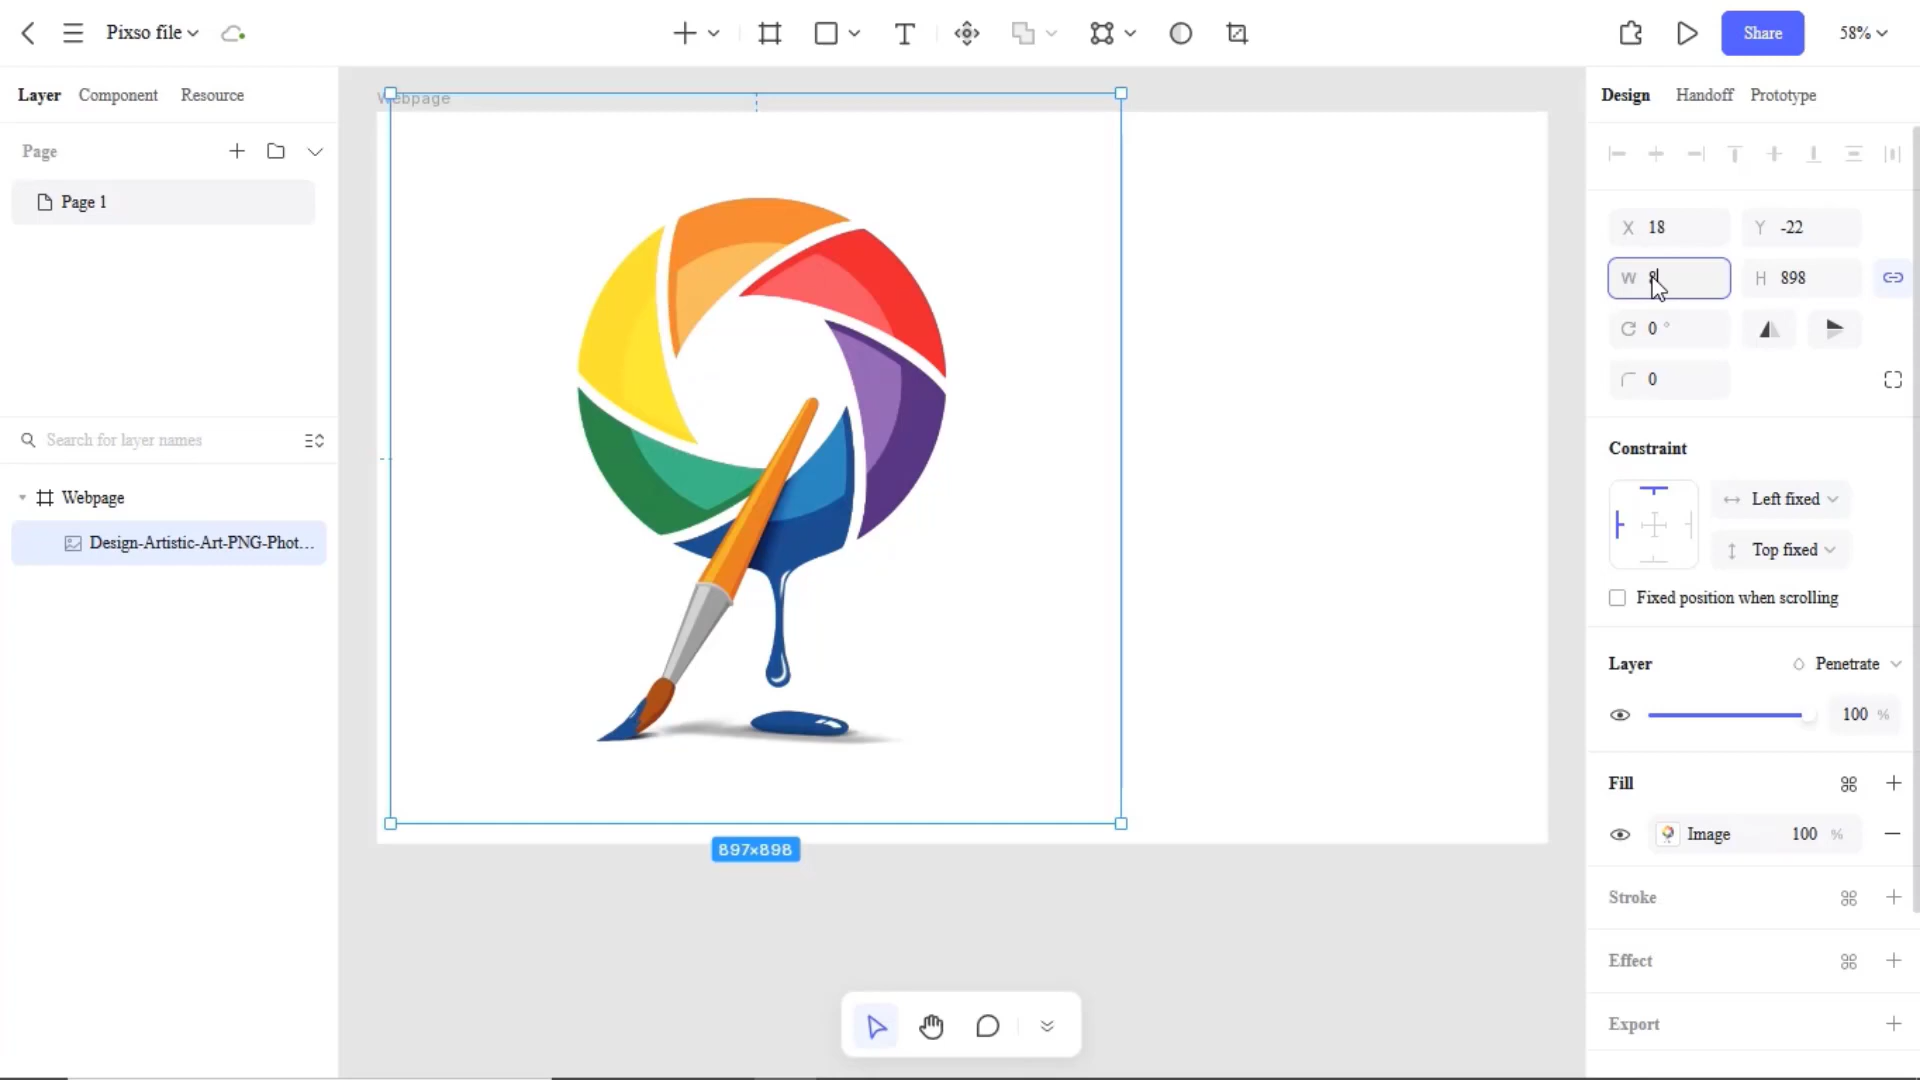 Pixso file
T
Share
58%
Layer Component Resource
Design Handoff Prototype
Page
Page 1
Webpage
X 18 Y -22
W 8 H 898
0 °
0
Search for layer names
Webpage
Design-Artistic-Art-PNG-Phot...
Constraint
Left fixed
Top fixed
Fixed position when scrolling
Layer Penetrate
100 %
Fill
Image 100 %
897×898
Stroke
Effect
Export